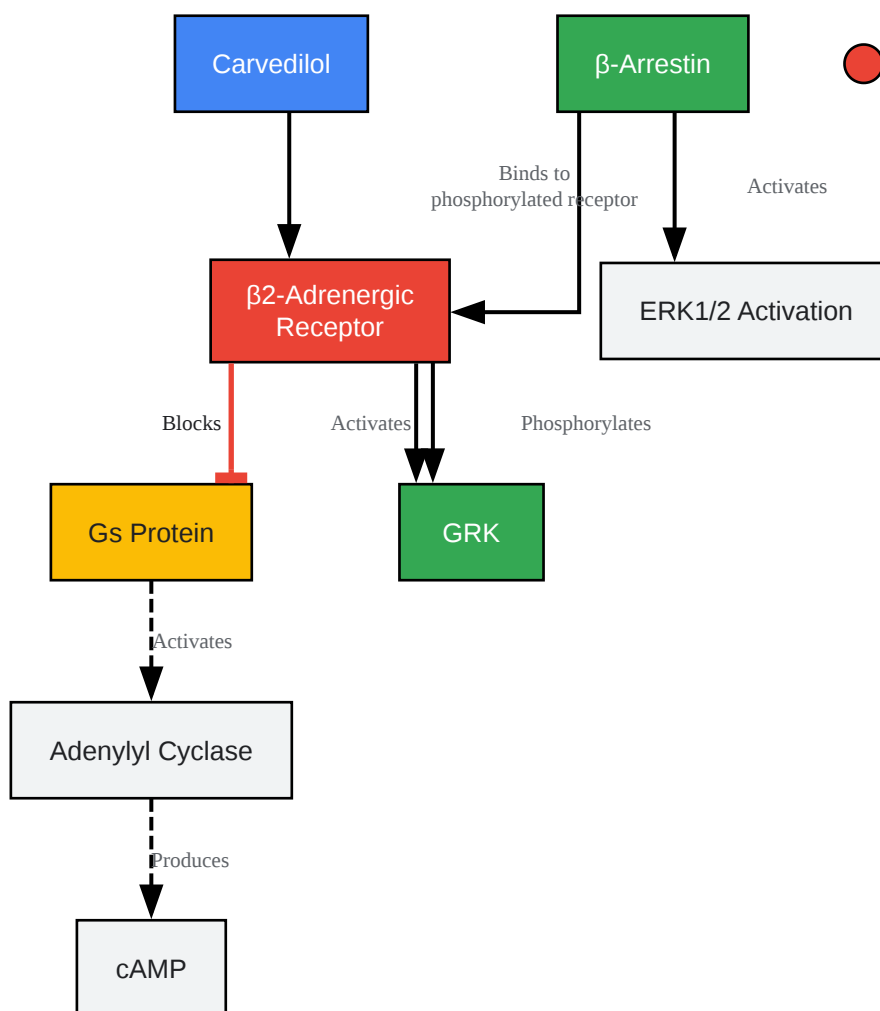 Carvedilol
β-Arrestin
Binds to
phosphorylated receptor
Activates
β2-Adrenergic
Receptor
ERK1/2 Activation
Blocks
Activates
Phosphorylates
Gs Protein
GRK
Activates
Adenylyl Cyclase
Produces
cAMP